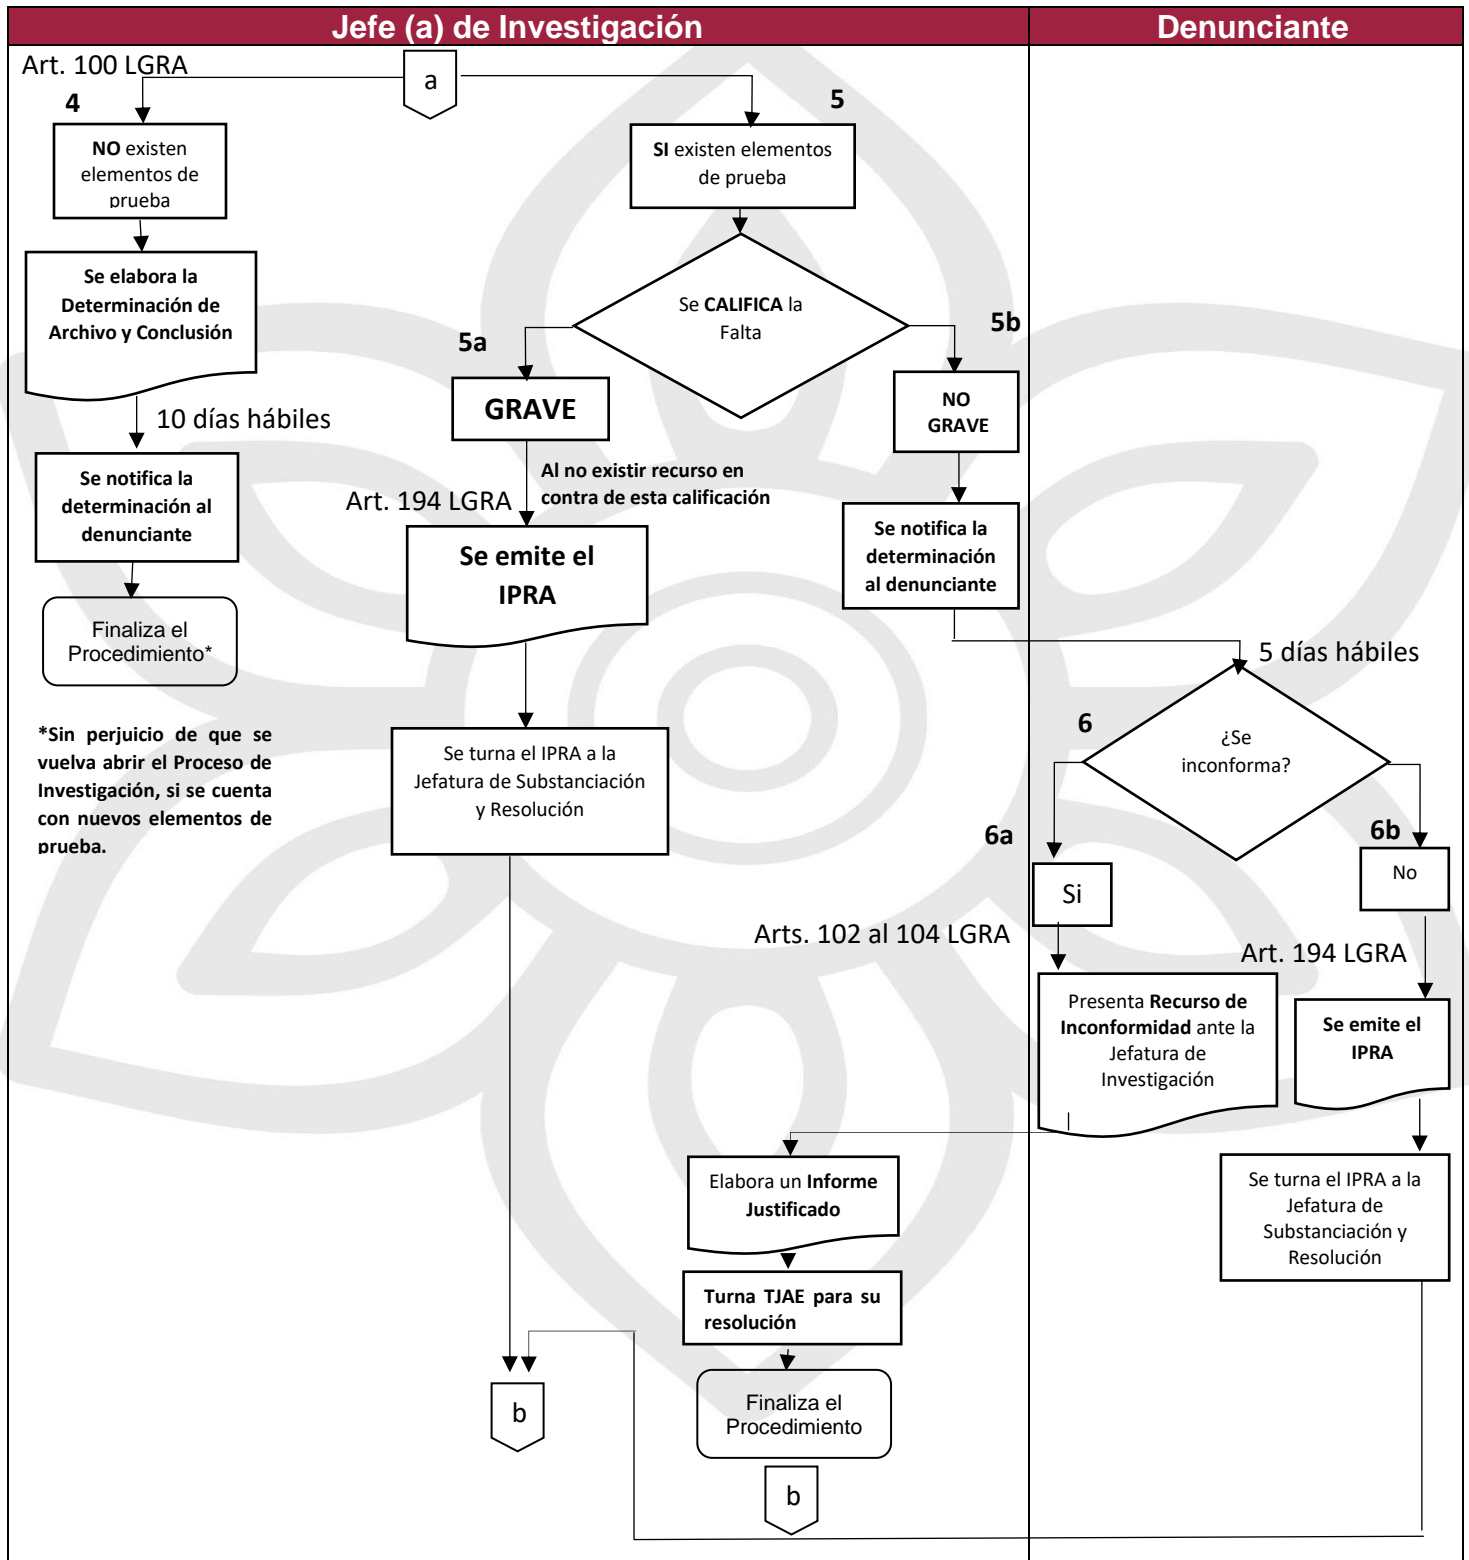 Jefe (a) de Investigación
Denunciante
Art. 100 LGRA
a
4
5
NO existen
elementos de
prueba
SI existen elementos
de prueba
Se elabora la
Determinación de
Archivo y Conclusión
Se CALIFICA la
Falta
5a
5b
GRAVE
NO
GRAVE
10 días hábiles
Se notifica la
determinación al
denunciante
Al no existir recurso en
contra de esta calificación
Art. 194 LGRA
Se notifica la
determinación
al denunciante
Se emite el
IPRA
Finaliza el
Procedimiento*
5 días hábiles
*Sin perjuicio de que se
vuelva abrir el Proceso de
Investigación, si se cuenta
con nuevos elementos de
prueba.
Se turna el IPRA a la
Jefatura de Substanciación
y Resolución
6
¿Se
inconforma?
6a
6b
Si
No
Arts. 102 al 104 LGRA
Art. 194 LGRA
Presenta Recurso de
Inconformidad ante la
Jefatura de
Investigación
Se emite el
IPRA
Elabora un Informe
Justificado
Se turna el IPRA a la
Jefatura de
Substanciación y
Resolución
Turna TJAE para su
resolución
b
Finaliza el
Procedimiento
b